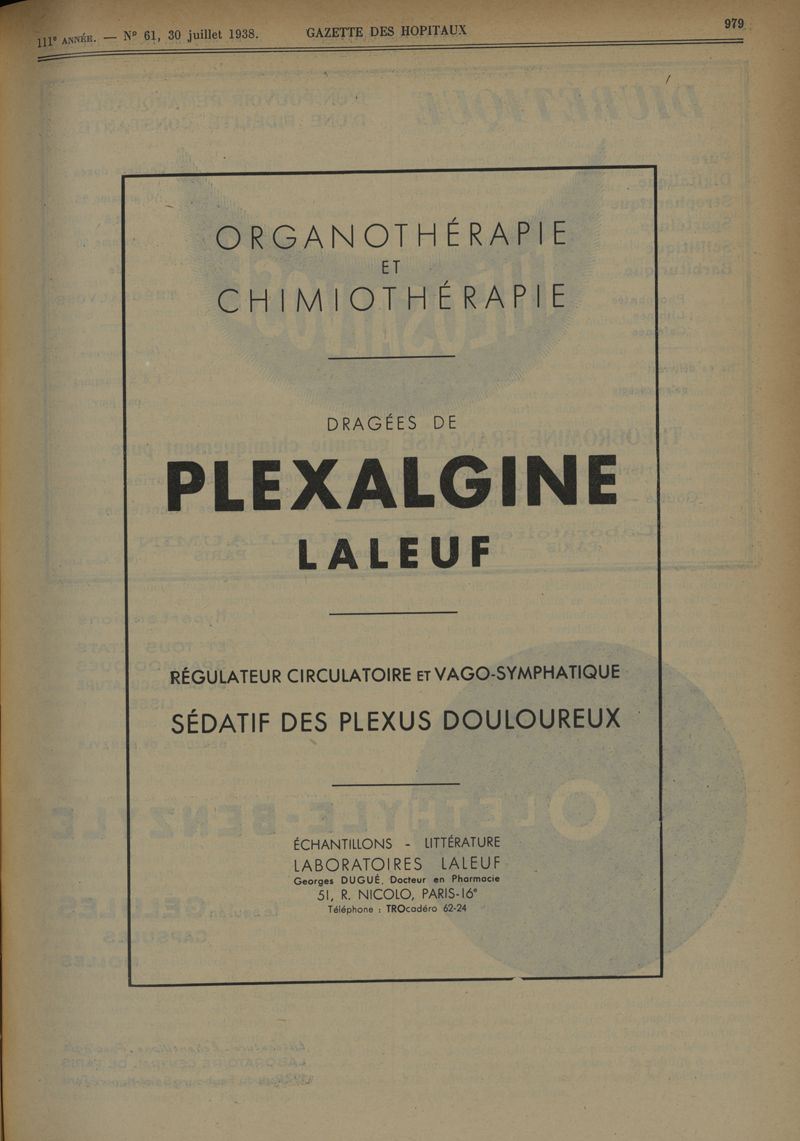 111e ANNÉE. — Nº 61, 30 juillet 1938. GAZETTE DES HOPITAUX 979
ORGANOTHÉRAPIE
ET
CHIMIOTHÉRAPIE
DRAGÉES DE
PLEXALGINE
LALEUF
RÉGULATEUR CIRCULATOIRE ET VAGO-SYMPHATIQUE
SÉDATIF DES PLEXUS DOULOUREUX
ÉCHANTILLONS - LITTÉRATURE
LABORATOIRES LALEUF
Georges DUGUÉ, Docteur en Pharmacie
51, R. NICOLO, PARIS-16e
Téléphone : TROcadéro 62-24